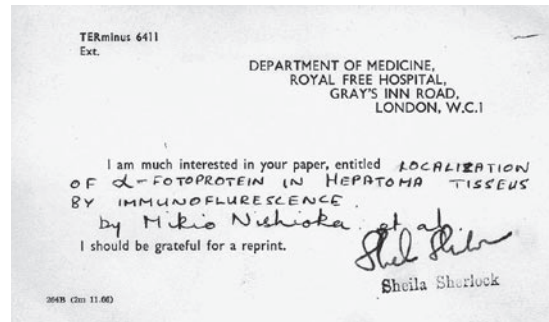 TERminus 6411
Ext.
DEPARTMENT OF MEDICINE,
ROYAL FREE HOSPITAL,
GRAY'S INN ROAD,
LONDON, W.C.1
I am much interested in your paper, entitled LOCALIZATION
OF α-FOTOPROTEIN IN HEPATOMA TISSEUS
BY IMMUNOFLURESCENCE.
by Mikio Nishioka et al
I should be grateful for a reprint.
Sheila Sherlock
264B (2m 11.66)